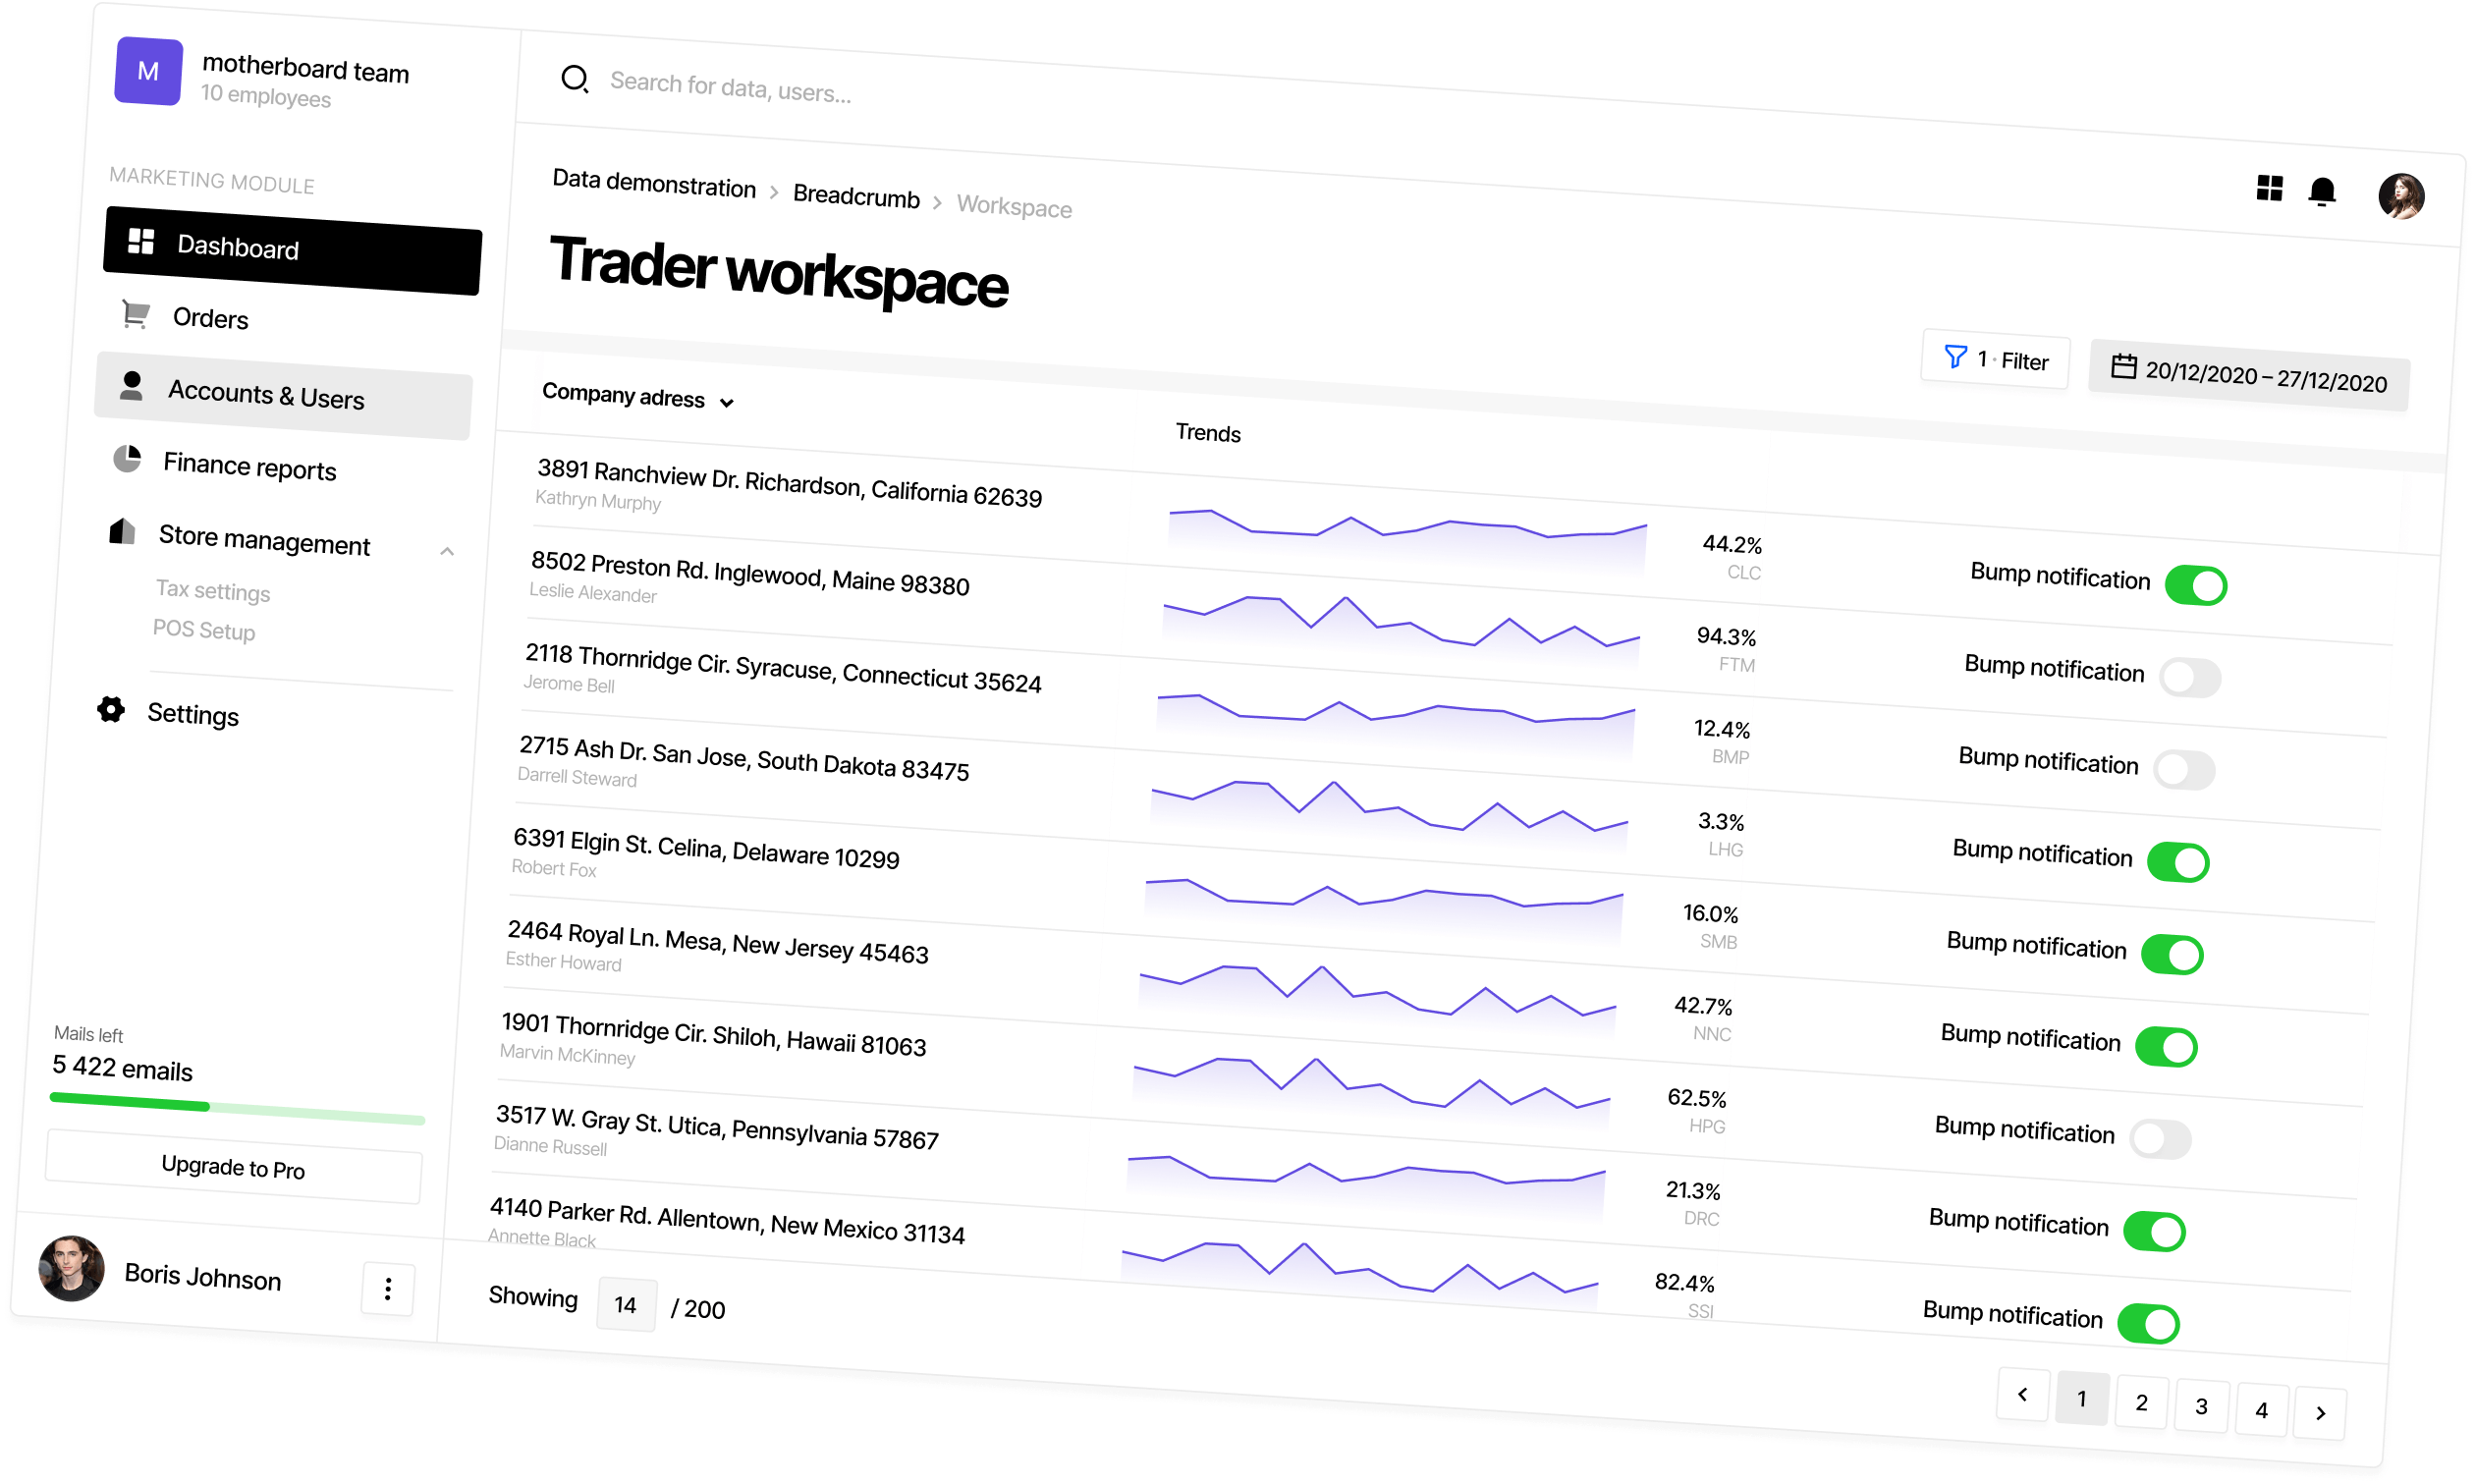 M
motherboard team
10 employees
MARKETING MODULE
Dashboard
Orders
Accounts & Users
Finance reports
Store management
Tax settings
POS Setup
Settings
Mails left
5 422 emails
Upgrade to Pro
Boris Johnson
Search for data, users...
Data demonstration > Breadcrumb > Workspace
Trader workspace
1 • Filter
20/12/2020 – 27/12/2020
Company adress
Trends
3891 Ranchview Dr. Richardson, California 62639
Kathryn Murphy
44.2%
CLC
Bump notification
8502 Preston Rd. Inglewood, Maine 98380
Leslie Alexander
94.3%
FTM
Bump notification
2118 Thornridge Cir. Syracuse, Connecticut 35624
Jerome Bell
12.4%
BMP
Bump notification
2715 Ash Dr. San Jose, South Dakota 83475
Darrell Steward
3.3%
LHG
Bump notification
6391 Elgin St. Celina, Delaware 10299
Robert Fox
16.0%
SMB
Bump notification
2464 Royal Ln. Mesa, New Jersey 45463
Esther Howard
42.7%
NNC
Bump notification
1901 Thornridge Cir. Shiloh, Hawaii 81063
Marvin McKinney
62.5%
HPG
Bump notification
3517 W. Gray St. Utica, Pennsylvania 57867
Dianne Russell
21.3%
DRC
Bump notification
4140 Parker Rd. Allentown, New Mexico 31134
Annette Black
82.4%
SSI
Bump notification
Showing 14 / 200
1 2 3 4